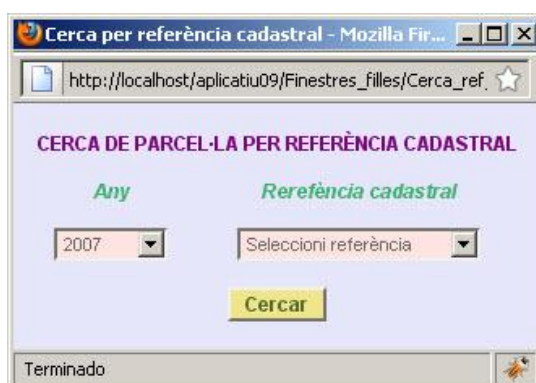 Cerca per referència cadastral - Mozilla Fir...
http://localhost/aplicatiu09/Finestres_filles/Cerca_ref_
CERCA DE PARCEL·LA PER REFERÈNCIA CADASTRAL
Any Rerefència cadastral
2007 Seleccioni referència
Cercar
Terminado